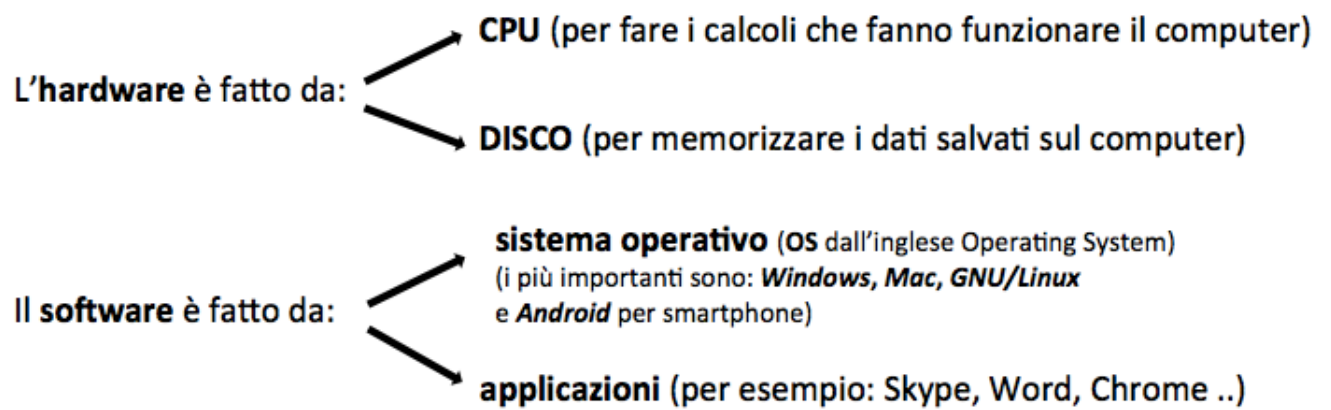 L'hardware è fatto da:
CPU (per fare i calcoli che fanno funzionare il computer)
DISCO (per memorizzare i dati salvati sul computer)
Il software è fatto da:
sistema operativo (OS dall'inglese Operating System)
(i più importanti sono: Windows, Mac, GNU/Linux
e Android per smartphone)
applicazioni (per esempio: Skype, Word, Chrome ..)